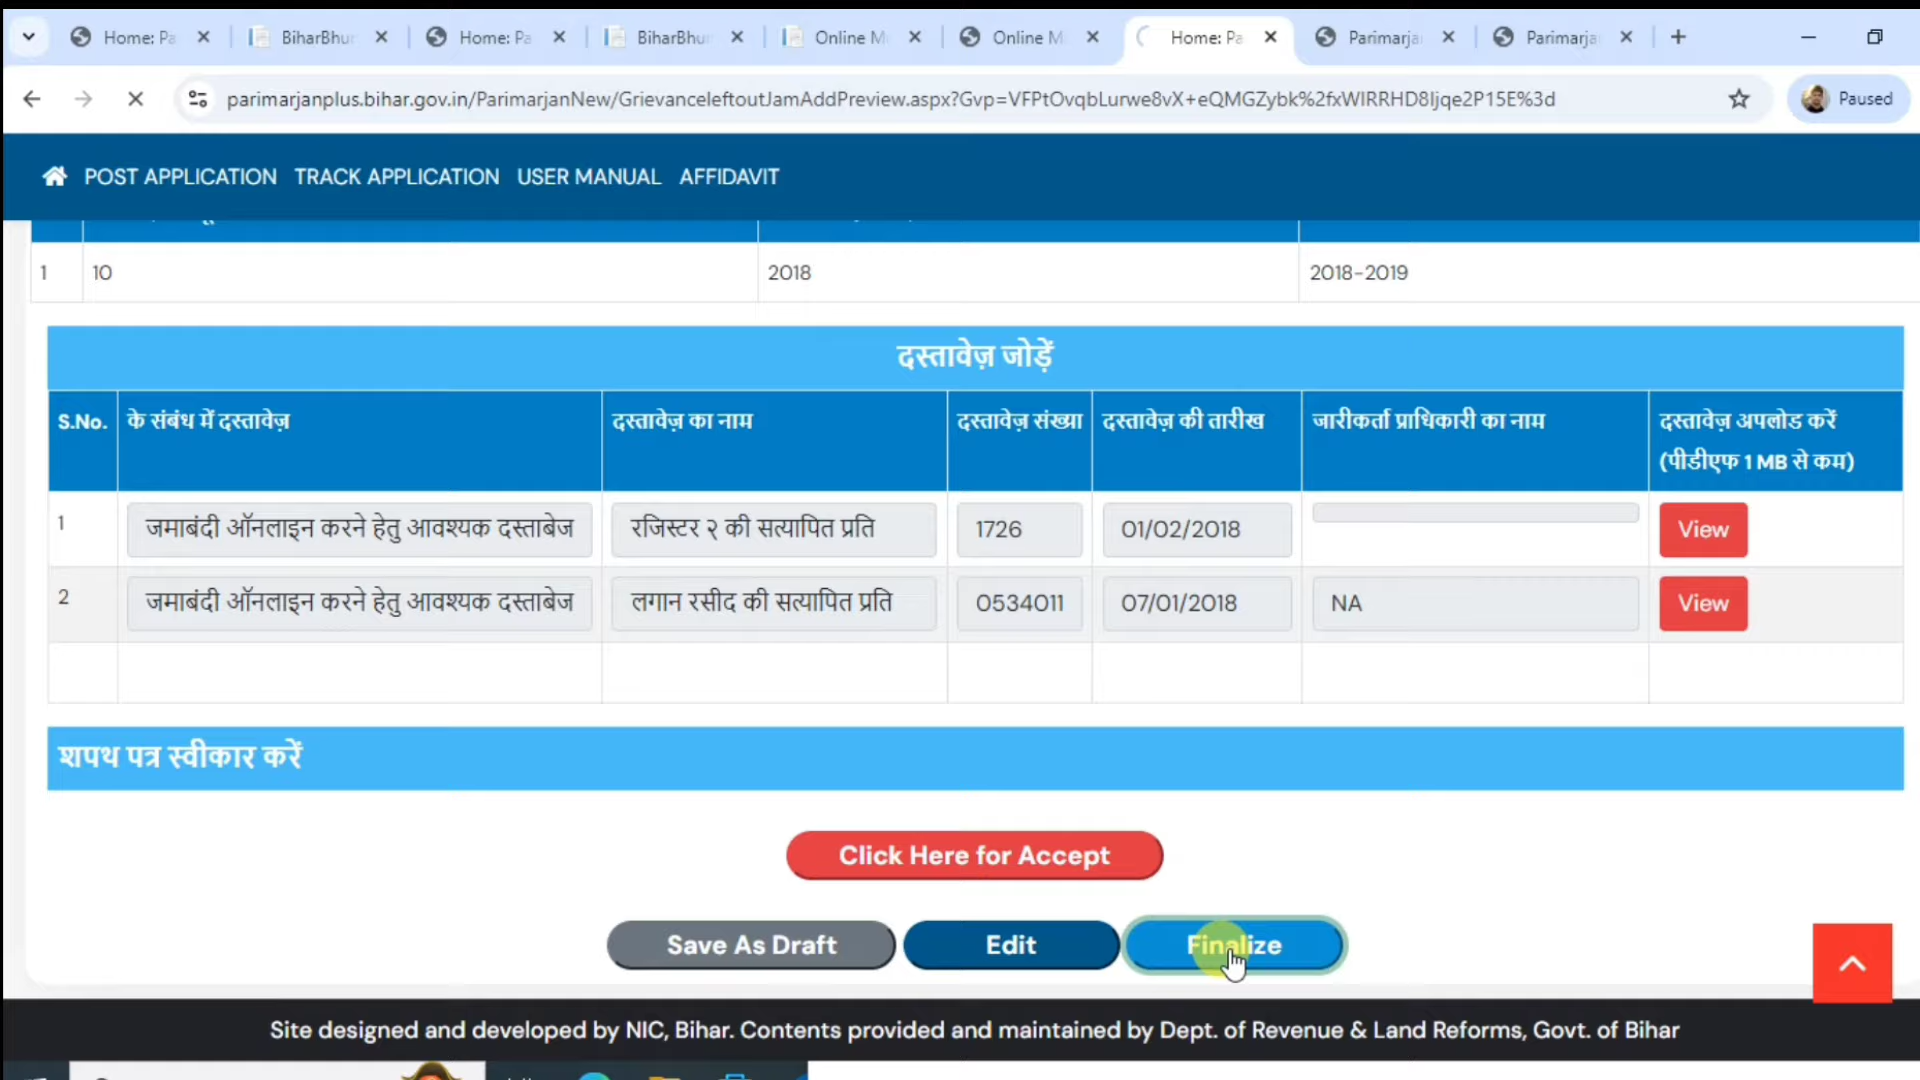 Home: Pa BiharBhu Home: Pa BiharBhu Online M Online M Home: Pa Parimarja Parimarja
parimarjanplus.bihar.gov.in/ParimarjanNew/GrievanceleftoutJamAddPreview.aspx?Gvp=VFPtOvqbLurwe8vX+eQMGZybk%2fxWIRRHD8Ijqe2P15E%3d Paused
POST APPLICATION TRACK APPLICATION USER MANUAL AFFIDAVIT
1 10 2018 2018-2019
दस्तावेज़ जोड़ें
S.No. के संबंध में दस्तावेज़ दस्तावेज़ का नाम दस्तावेज़ संख्या दस्तावेज़ की तारीख जारीकर्ता प्राधिकारी का नाम दस्तावेज़ अपलोड करें
(पीडीएफ 1 MB से कम)
1 जमाबंदी ऑनलाइन करने हेतु आवश्यक दस्ताबेज रजिस्टर २ की सत्यापित प्रति 1726 01/02/2018 View
2 जमाबंदी ऑनलाइन करने हेतु आवश्यक दस्ताबेज लगान रसीद की सत्यापित प्रति 0534011 07/01/2018 NA View
शपथ पत्र स्वीकार करें
Click Here for Accept
Save As Draft Edit Finalize
Site designed and developed by NIC, Bihar. Contents provided and maintained by Dept. of Revenue & Land Reforms, Govt. of Bihar